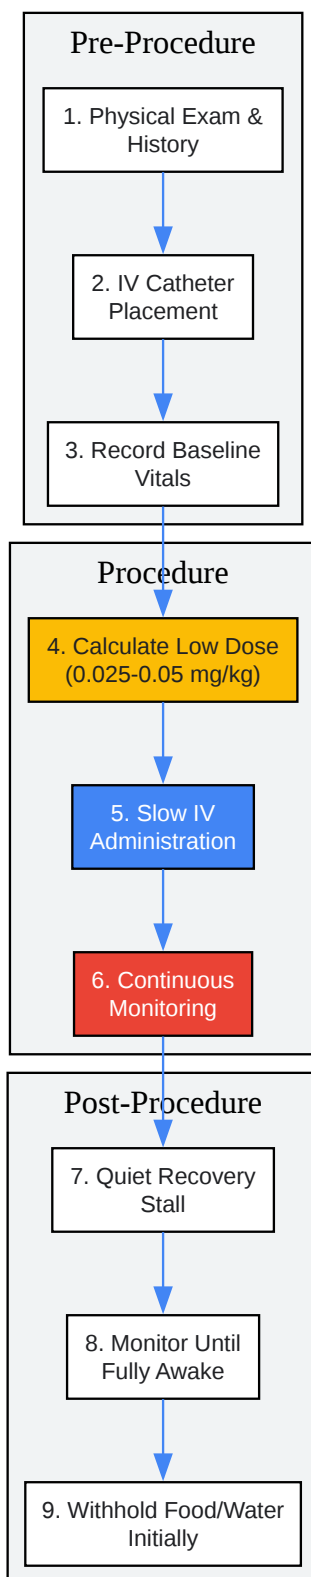 Pre-Procedure
1. Physical Exam &
History
2. IV Catheter
Placement
3. Record Baseline
Vitals
Procedure
4. Calculate Low Dose
(0.025-0.05 mg/kg)
5. Slow IV
Administration
6. Continuous
Monitoring
Post-Procedure
7. Quiet Recovery
Stall
8. Monitor Until
Fully Awake
9. Withhold Food/Water
Initially